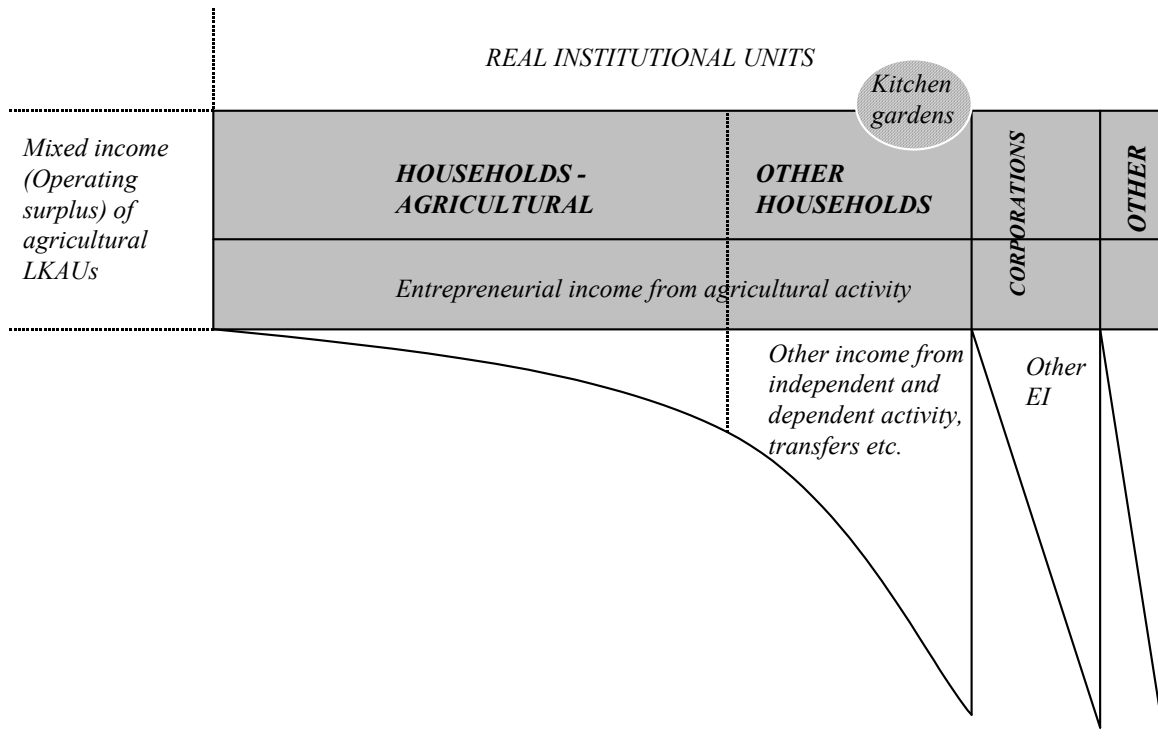 REAL INSTITUTIONAL UNITS
Kitchen
gardens
Mixed income
(Operating
surplus) of
agricultural
LKAUs
HOUSEHOLDS -
AGRICULTURAL
OTHER
HOUSEHOLDS
CORPORATIONS
OTHER
Entrepreneurial income from agricultural activity
Other income from
independent and
dependent activity,
transfers etc.
Other
EI